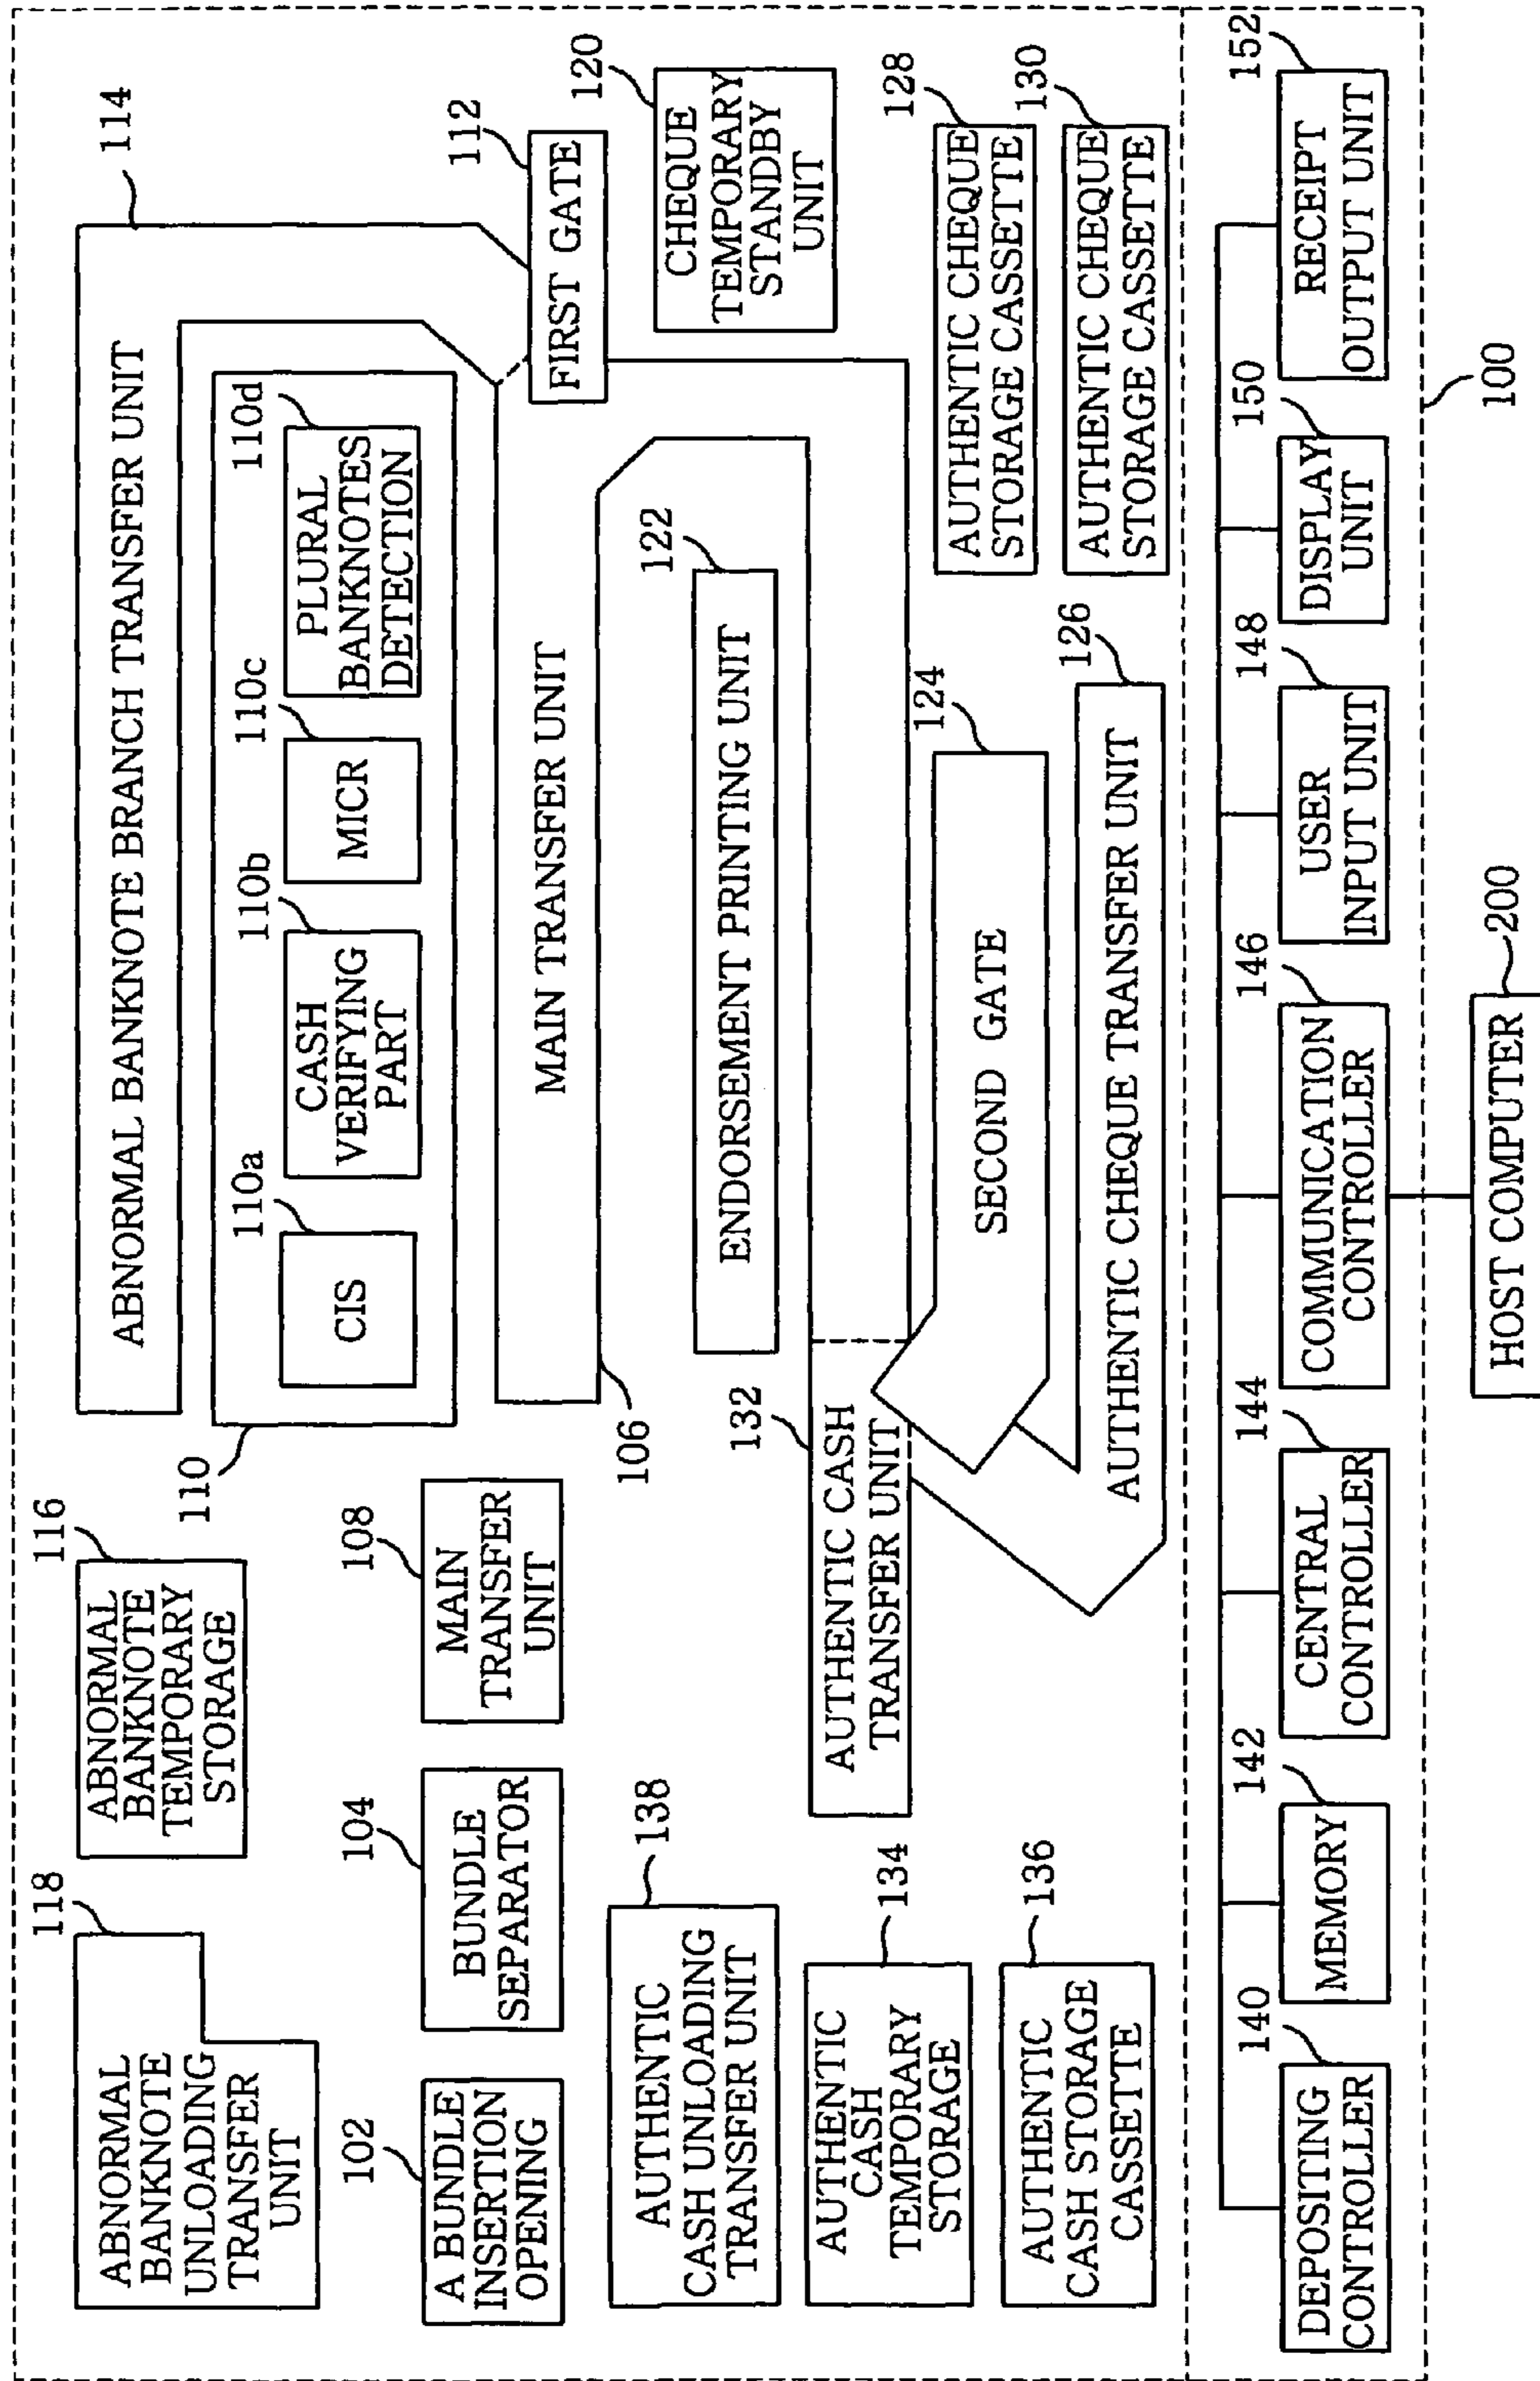 118
ABNORMAL
BANKNOTE
UNLOADING
TRANSFER
UNIT
116
ABNORMAL
BANKNOTE
TEMPORARY
STORAGE
ABNORMAL BANKNOTE BRANCH TRANSFER UNIT
114
102
A BUNDLE
INSERTION
OPENING
104
BUNDLE
SEPARATOR
108
MAIN
TRANSFER
UNIT
110
110a
CIS
110b
CASH
VERIFYING
PART
110c
MICR
110d
PLURAL
BANKNOTES
DETECTION
112
FIRST GATE
MAIN TRANSFER UNIT
106
120
CHEQUE
TEMPORARY
STANDBY
UNIT
122
ENDORSEMENT PRINTING UNIT
138
AUTHENTIC
CASH UNLOADING
TRANSFER UNIT
134
AUTHENTIC
CASH
TEMPORARY
STORAGE
136
AUTHENTIC
CASH STORAGE
CASSETTE
132
AUTHENTIC CASH
TRANSFER UNIT
124
SECOND GATE
126
AUTHENTIC CHEQUE TRANSFER UNIT
128
AUTHENTIC CHEQUE
STORAGE CASSETTE
130
AUTHENTIC CHEQUE
STORAGE CASSETTE
140
DEPOSITING
CONTROLLER
142
MEMORY
144
CENTRAL
CONTROLLER
146
COMMUNICATION
CONTROLLER
148
USER
INPUT UNIT
150
DISPLAY
UNIT
152
RECEIPT
OUTPUT UNIT
100
HOST COMPUTER
200